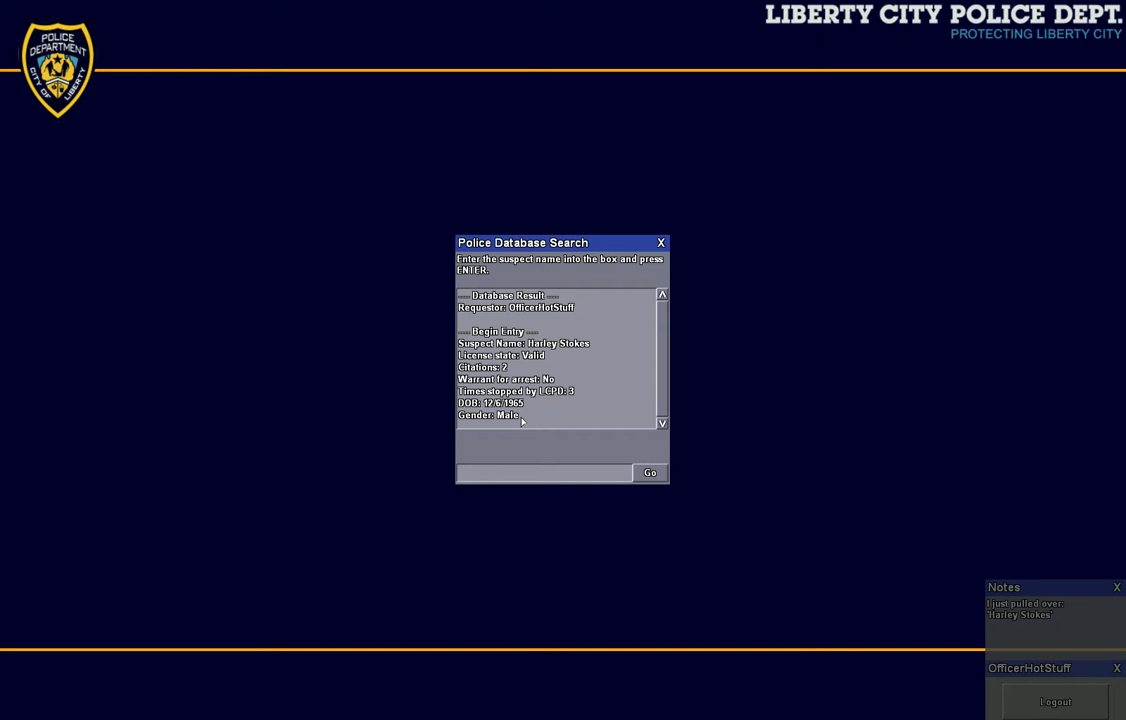 LIBERTY CITY POLICE DEPT.
PROTECTING LIBERTY CITY
POLICE
DEPARTMENT
CITY OF LIBERTY
Police Database Search X
Enter the suspect name into the box and press
ENTER.
---- Database Result ----
Requestor: OfficerHotStuff
---- Begin Entry ----
Suspect Name: Harley Stokes
License state: Valid
Citations: 2
Warrant for arrest: No
Times stopped by LCPD: 3
DOB: 12/6/1965
Gender: Male
Go
Notes X
I just pulled over:
'Harley Stokes'
OfficerHotStuff X
Logout